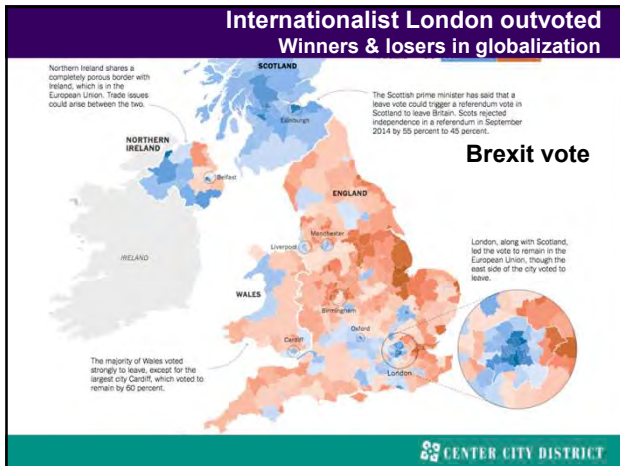 Internationalist London outvoted
Winners & losers in globalization
Northern Ireland shares a
completely porous border with
Ireland, which is in the
European Union. Trade issues
could arise between the two.
SCOTLAND
The Scottish prime minister has said that a
leave vote could trigger a referendum vote in
Scotland to leave Britain. Scots rejected
independence in a referendum in September
2014 by 55 percent to 45 percent.
Edinburgh
NORTHERN
IRELAND
Brexit vote
Belfast
ENGLAND
Manchester
Liverpool
London, along with Scotland,
led the vote to remain in the
European Union, though the
east side of the city voted to
leave.
IRELAND
WALES
Birmingham
Oxford
Cardiff
London
The majority of Wales voted
strongly to leave, except for the
largest city Cardiff, which voted to
remain by 60 percent.
CENTER CITY DISTRICT